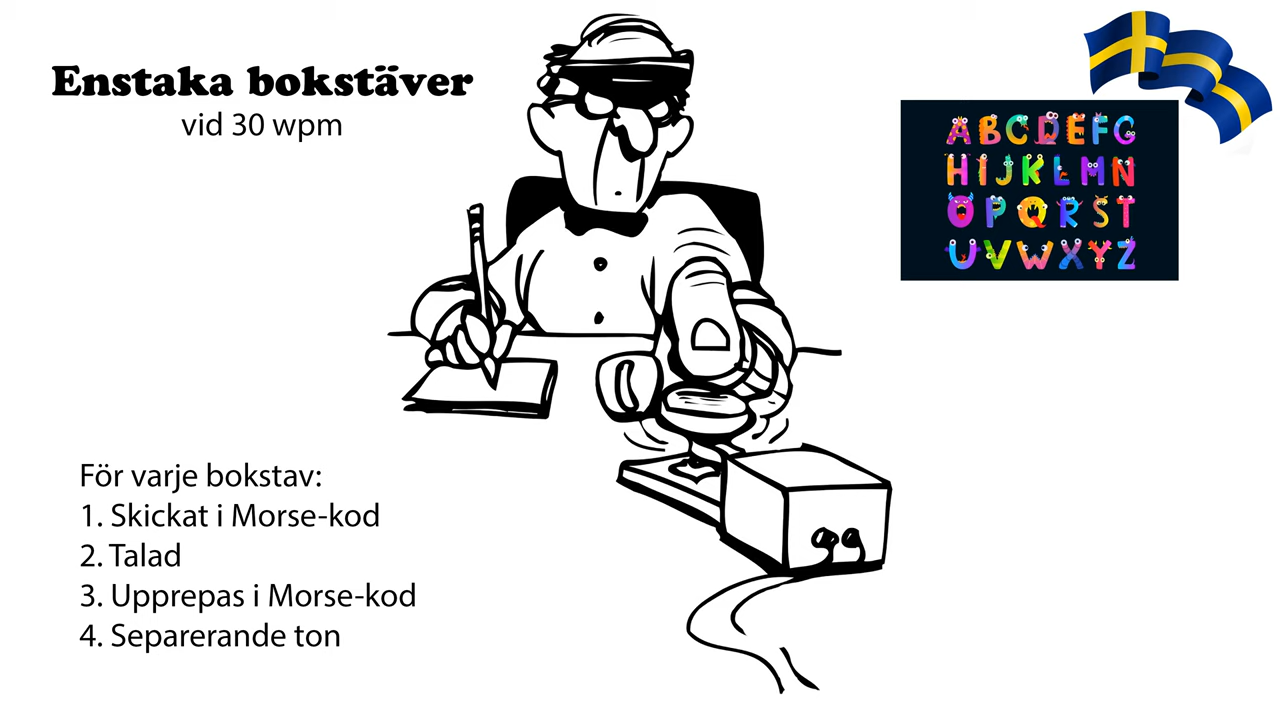 Enstaka bokstäver
vid 30 wpm
ABCDEFG
HIJKLMN
OPQRST
UVWXYZ
För varje bokstav:
1. Skickat i Morse-kod
2. Talad
3. Upprepas i Morse-kod
4. Separerande ton